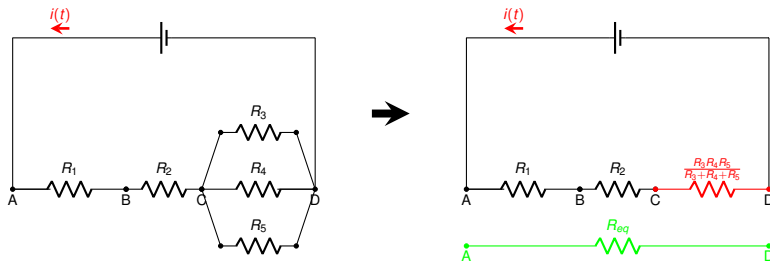 i(t)
R3
R1 R2 R4
A B C D
R5
i(t)
R1 R2 R3R4R5
R3+R4+R5
A B C D
Req
A D